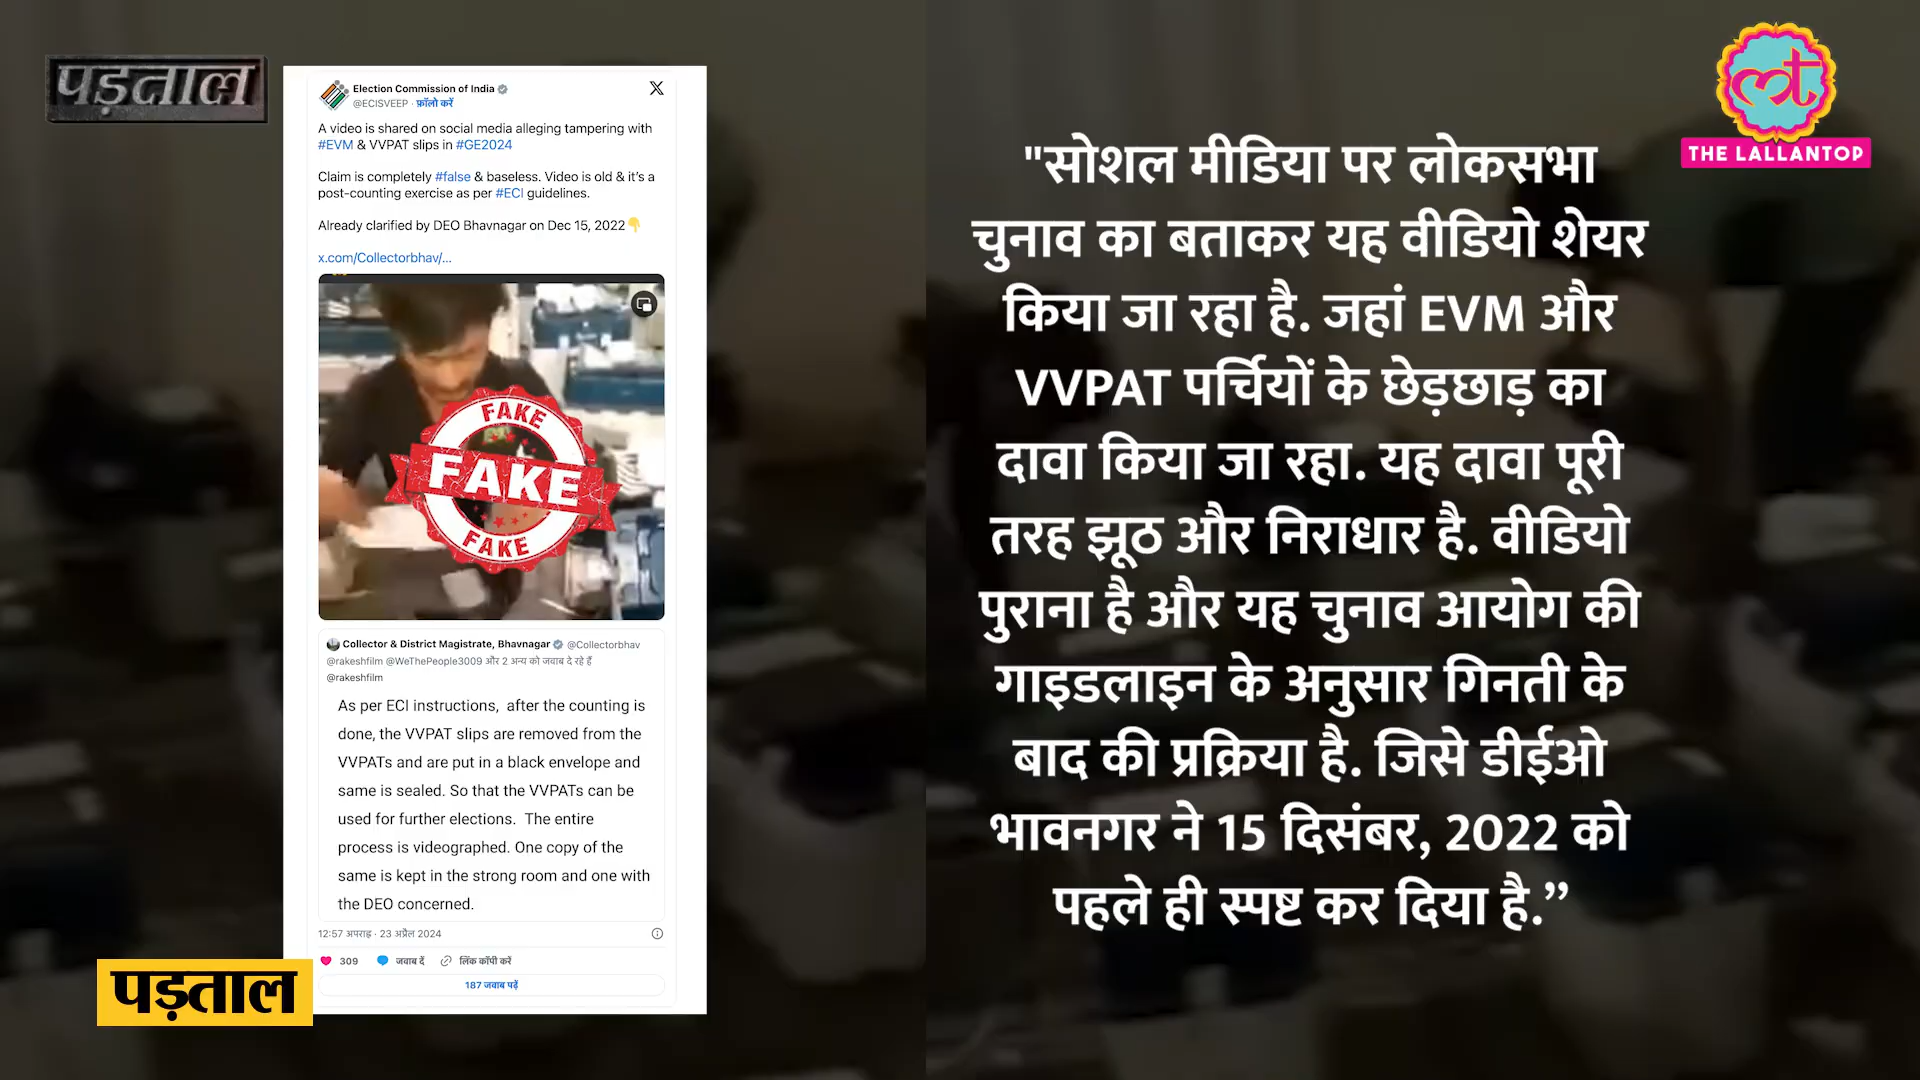 पड़ताल
Election Commission of India
@ECISVEEP · फ़ॉलो करें
A video is shared on social media alleging tampering with
#EVM & VVPAT slips in #GE2024
Claim is completely #false & baseless. Video is old & it's a
post-counting exercise as per #ECI guidelines.
Already clarified by DEO Bhavnagar on Dec 15, 2022👇
x.com/Collectorbhav/...
FAKE
FAKE
FAKE
Collector & District Magistrate, Bhavnagar @Collectorbhav
@rakeshfilm @WeThePeople3009 और 2 अन्य को जवाब दे रहे हैं
@rakeshfilm
As per ECI instructions, after the counting is
done, the VVPAT slips are removed from the
VVPATs and are put in a black envelope and
same is sealed. So that the VVPATs can be
used for further elections. The entire
process is videographed. One copy of the
same is kept in the strong room and one with
the DEO concerned.
12:57 अपराह्न · 23 अप्रैल 2024
309 जवाब दें लिंक कॉपी करें
187 जवाब पढ़ें
पड़ताल
THE LALLANTOP
"सोशल मीडिया पर लोकसभा
चुनाव का बताकर यह वीडियो शेयर
किया जा रहा है. जहां EVM और
VVPAT पर्चियों के छेड़छाड़ का
दावा किया जा रहा. यह दावा पूरी
तरह झूठ और निराधार है. वीडियो
पुराना है और यह चुनाव आयोग की
गाइडलाइन के अनुसार गिनती के
बाद की प्रक्रिया है. जिसे डीईओ
भावनगर ने 15 दिसंबर, 2022 को
पहले ही स्पष्ट कर दिया है.”